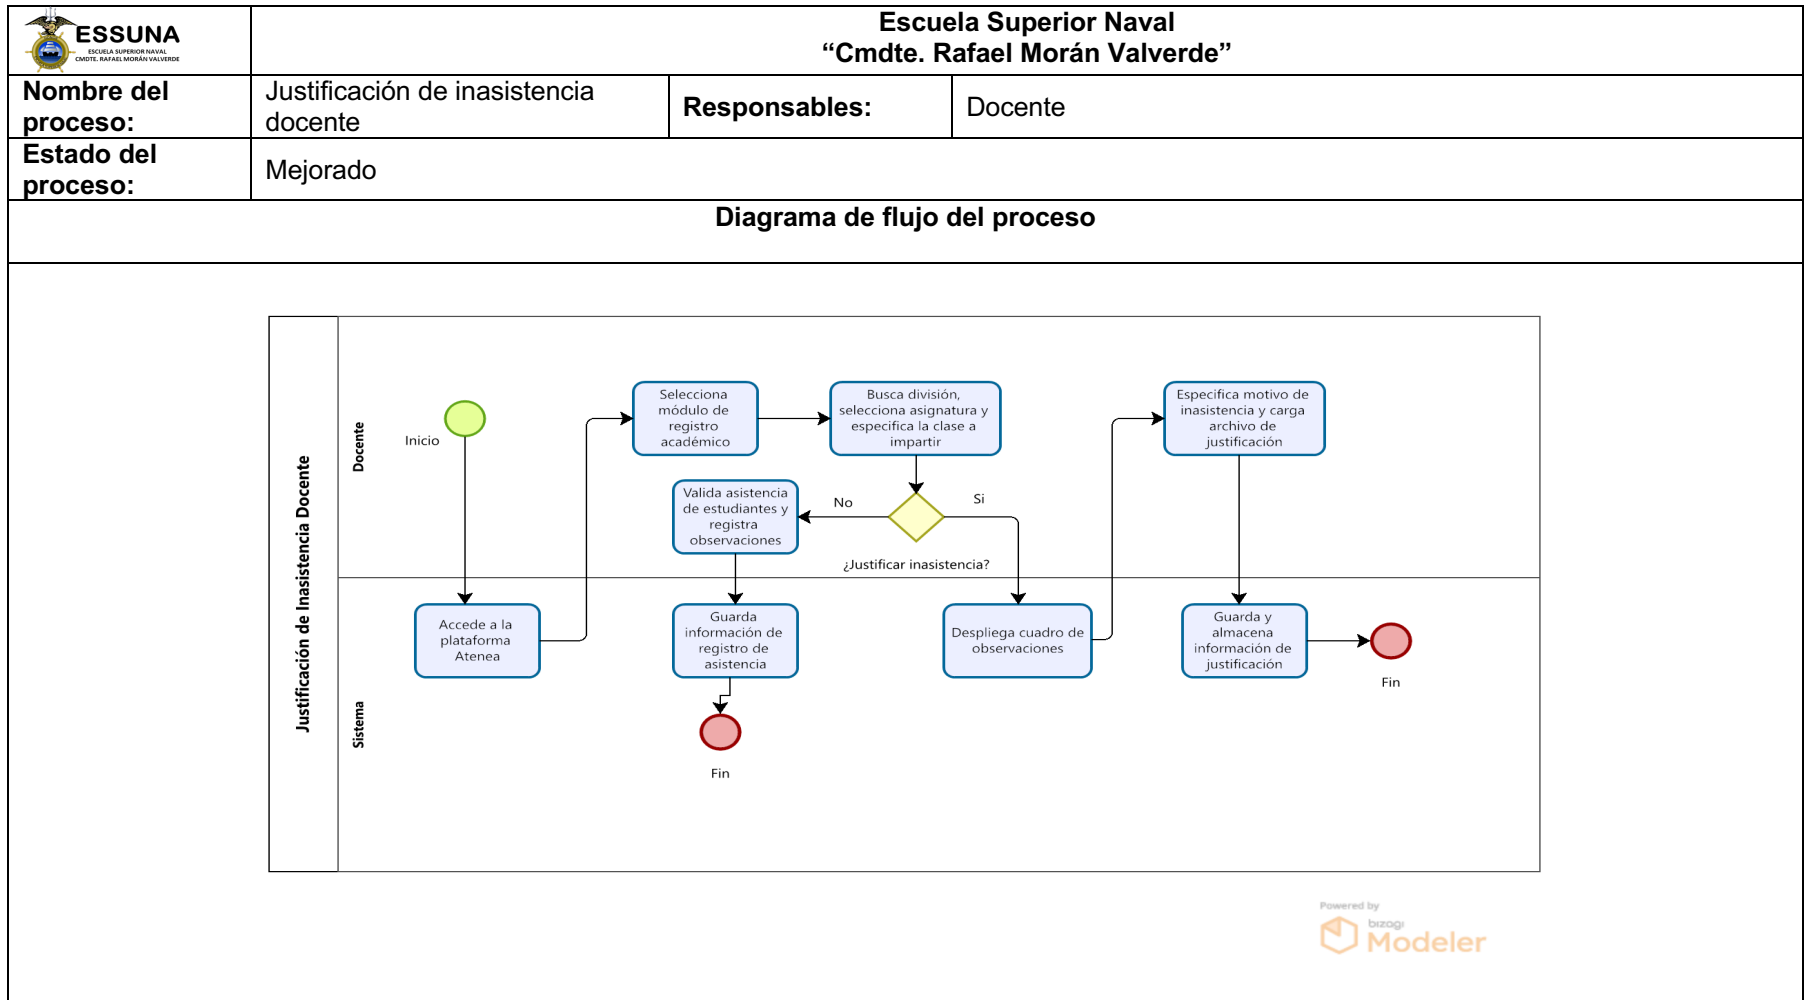 ESSUNA
ESCUELA SUPERIOR NAVAL
CMDTE. RAFAEL MORÁN VALVERDE
Escuela Superior Naval
“Cmdte. Rafael Morán Valverde”
Nombre del
proceso:
Justificación de inasistencia
docente
Responsables:
Docente
Estado del
proceso:
Mejorado
Diagrama de flujo del proceso
Justificación de Inasistencia Docente
Docente
Inicio
Selecciona
módulo de
registro
académico
Busca división,
selecciona asignatura y
especifica la clase a
impartir
Especifica motivo de
inasistencia y carga
archivo de
justificación
Valida asistencia
de estudiantes y
registra
observaciones
No
Si
¿Justificar inasistencia?
Sistema
Accede a la
plataforma
Atenea
Guarda
información de
registro de
asistencia
Despliega cuadro de
observaciones
Guarda y
almacena
información de
justificación
Fin
Fin
Powered by
bizagi
Modeler